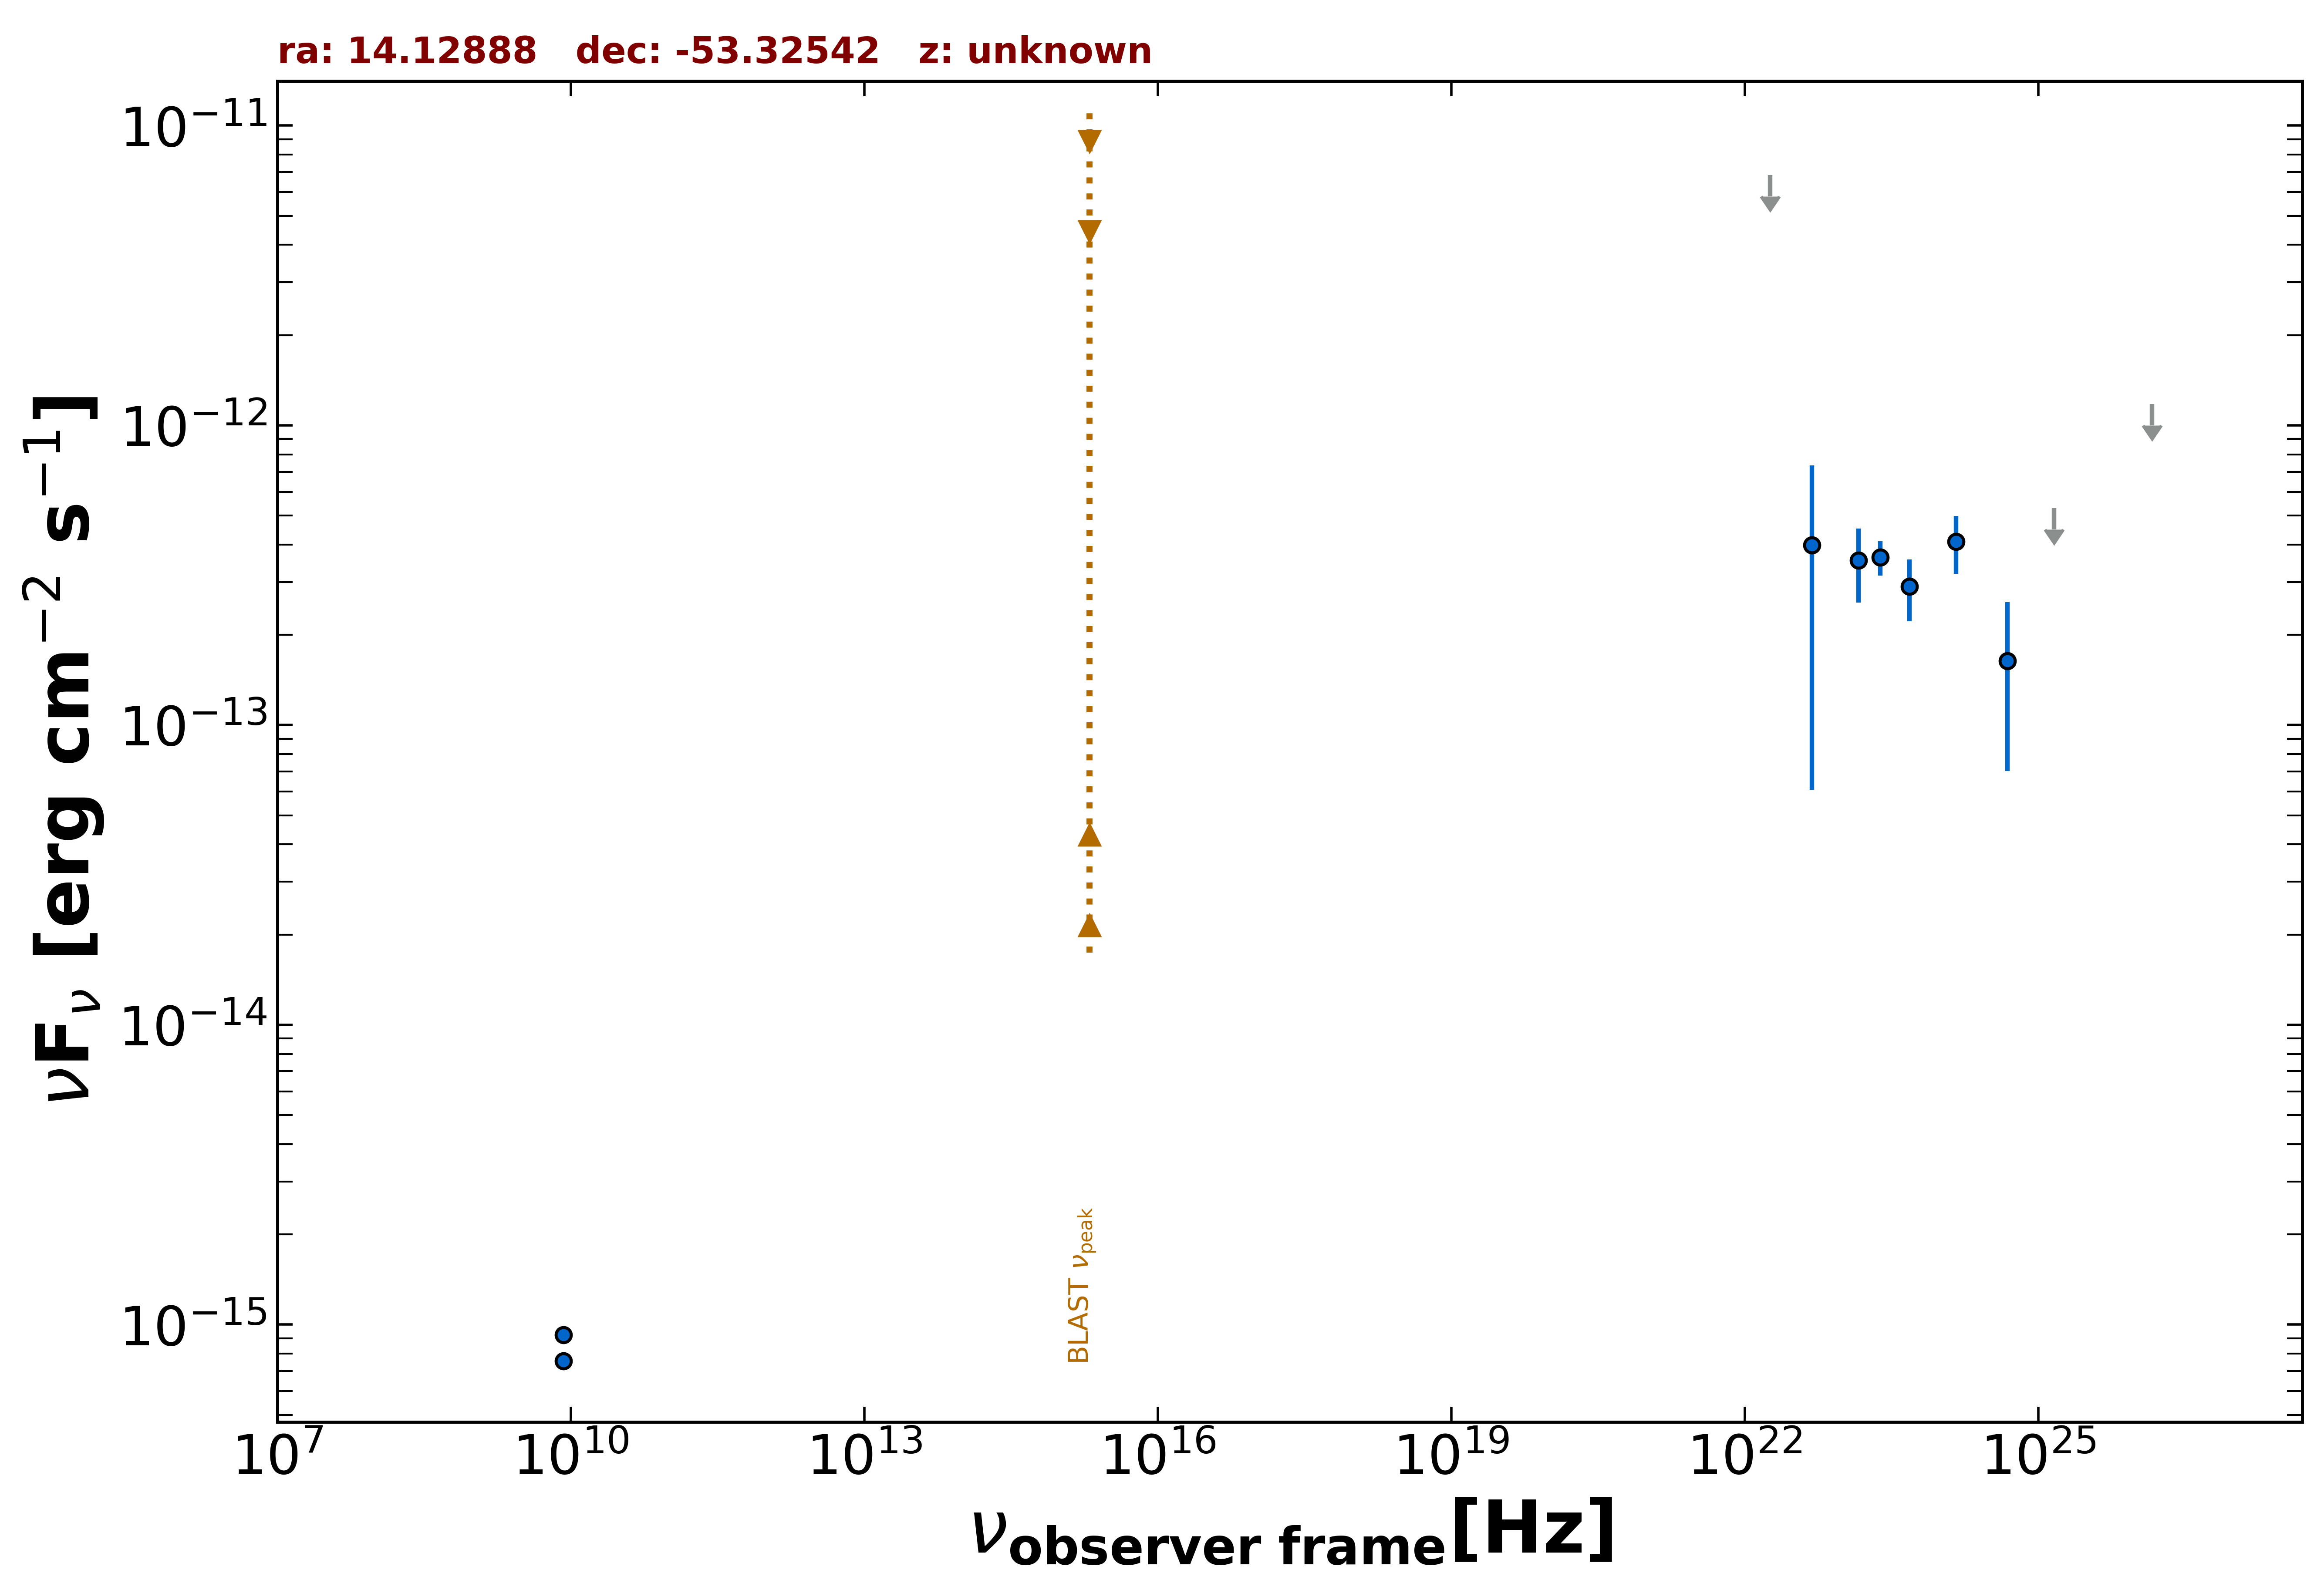 ra: 14.12888   dec: -53.32542   z: unknown
10⁻¹¹
10⁻¹²
10⁻¹³
10⁻¹⁴
10⁻¹⁵
νFν [erg cm⁻² s⁻¹]
BLAST νpeak
10⁷ 10¹⁰ 10¹³ 10¹⁶ 10¹⁹ 10²² 10²⁵
νobserver frame [Hz]